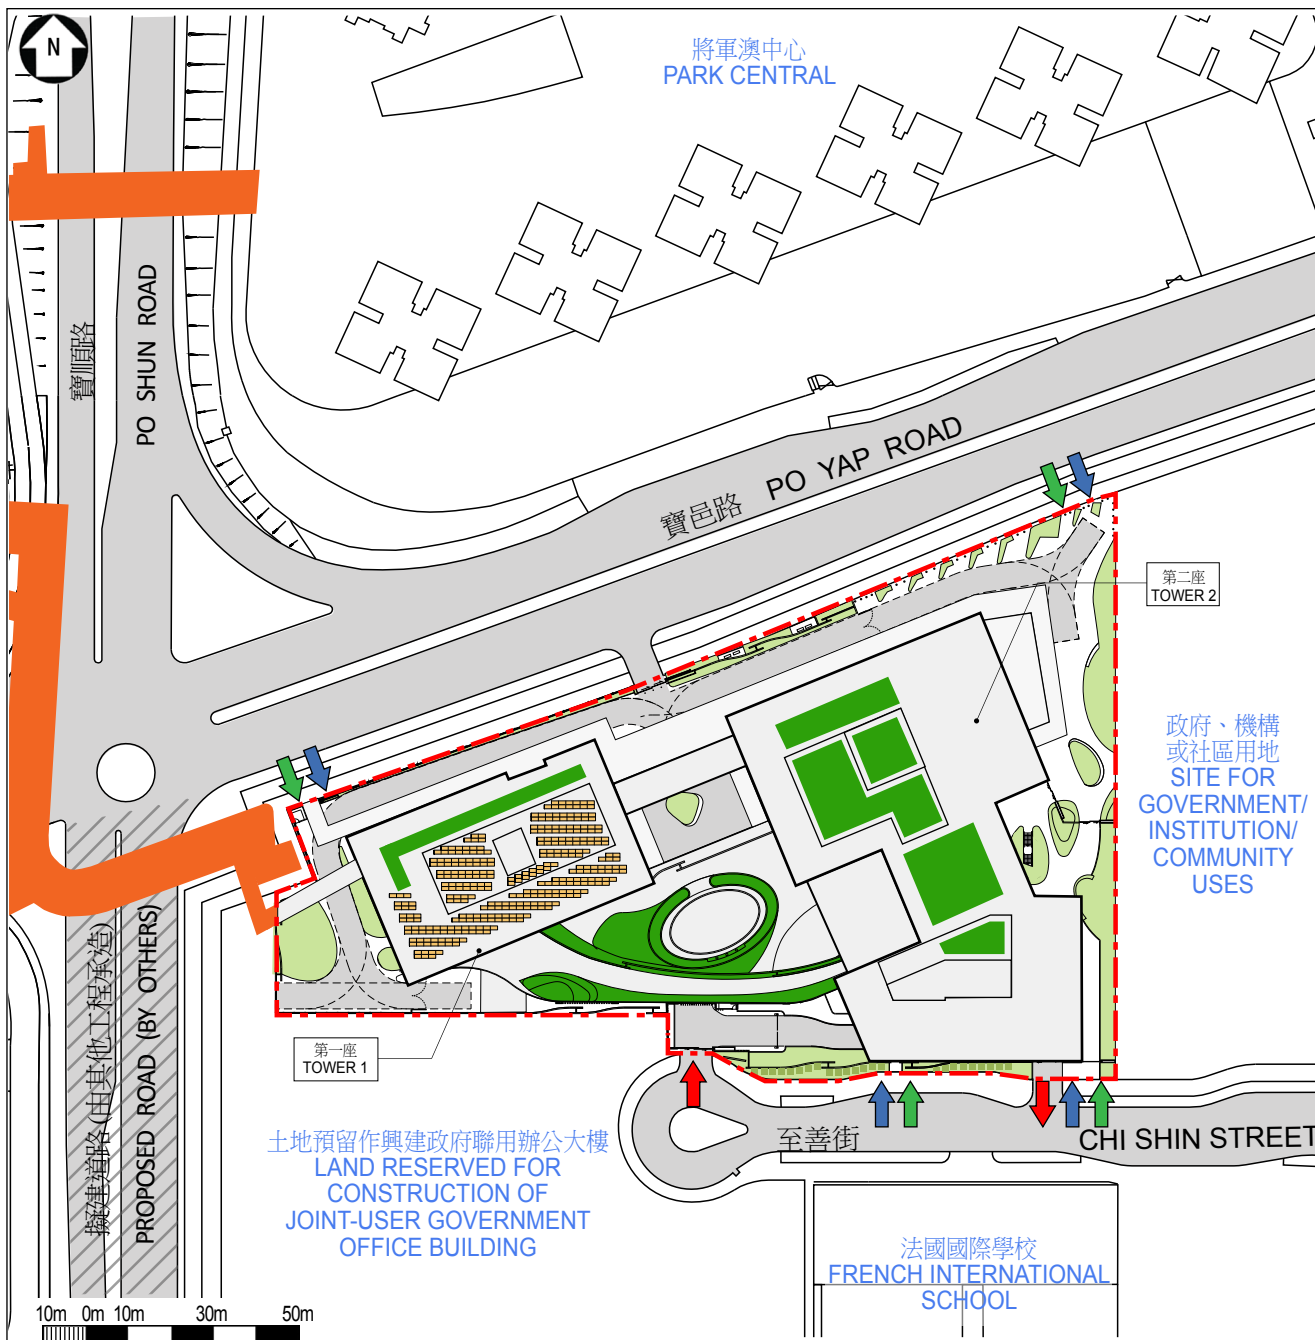 N
將軍澳中心
PARK CENTRAL
寶順路
PO SHUN ROAD
寶邑路 PO YAP ROAD
第二座
TOWER 2
政府、機構
或社區用地
SITE FOR
GOVERNMENT/
INSTITUTION/
COMMUNITY
USES
擬建道路 (由其他工程承造)
PROPOSED ROAD (BY OTHERS)
第一座
TOWER 1
土地預留作興建政府聯用辦公大樓
LAND RESERVED FOR
CONSTRUCTION OF
JOINT-USER GOVERNMENT
OFFICE BUILDING
至善街
CHI SHIN STREET
法國國際學校
FRENCH INTERNATIONAL
SCHOOL
10m 0m 10m 30m 50m